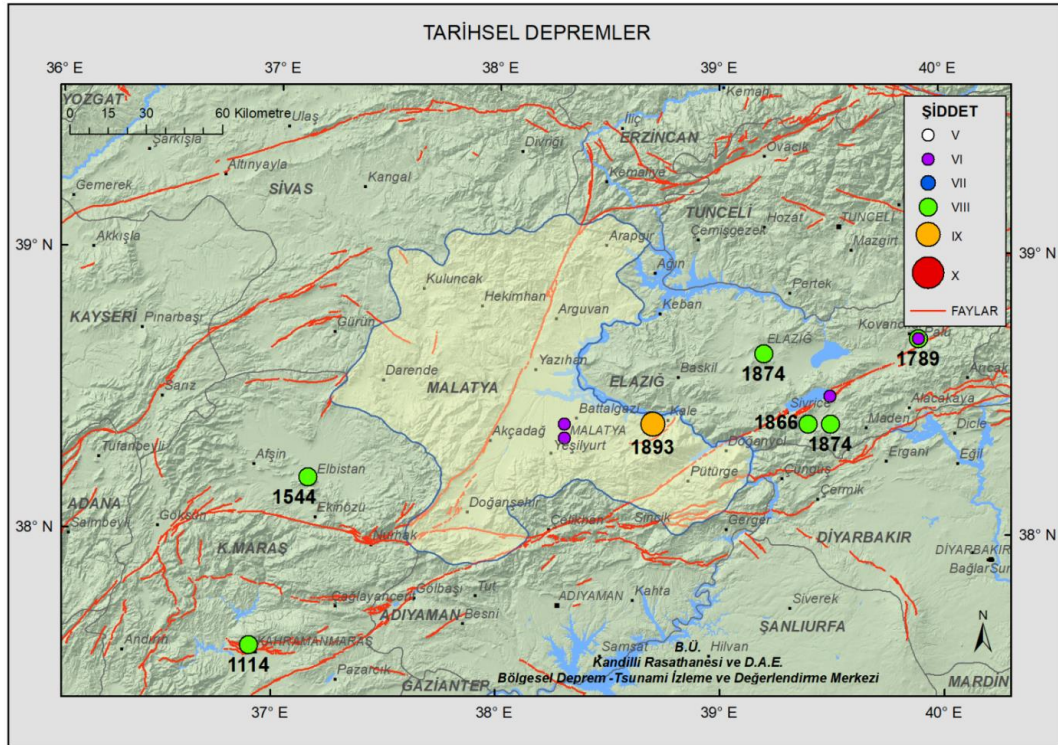 TARİHSEL DEPREMLER
36° E
37° E
38° E
39° E
40° E
YOZGAT
0 15 30 60 Kilometre
Ulaş
Şarkışla
Altınyayla
Gemerek
SİVAS
Kangal
Divriği
İliç
Kemah
ERZİNCAN
Kemaliye
Ovacık
ŞİDDET
V
VI
VII
VIII
IX
X
FAYLAR
TUNCELİ
Hozat
TUNCELİ
Çemişgezek
Mazgirt
Akkışla
39° N
39° N
Arapgir
Ağın
Pertek
Kuluncak
Hekimhan
Keban
Arguvan
KAYSERİ
Pınarbaşı
Gürün
ELAZIĞ
1874
Palu
1789
Yazıhan
Darende
MALATYA
ELAZIĞ
Baskil
Sarız
Arıcak
Alacakaya
Sivrice
Battalgazi
Kale
1866
Maden
MALATYA
1893
1874
Dicle
Akçadağ
Yeşilyurt
Doğanyol
Tufanbeyli
Afşin
Elbistan
1544
Ergani
Eğil
Pütürge
Çüngüş
Çermik
ADANA
Saimbeyli
Göksun
Ekinözü
Doğanşehir
38° N
38° N
Nurhak
Çelikhan
Sincik
Gerger
DİYARBAKIR
K.MARAŞ
DİYARBAKIR
Bağlar
Sur
Çağlayancerit
Gölbaşı
Tut
ADIYAMAN
Besni
ADIYAMAN
Kahta
Siverek
ŞANLIURFA
Andırın
KAHRAMANMARAŞ
1114
Pazarcık
Samsat
Hilvan
N
B.Ü.
Kandilli Rasathanesi ve D.A.E.
Bölgesel Deprem -Tsunami İzleme ve Değerlendirme Merkezi
GAZİANTEP
MARDİN
37° E
38° E
39° E
40° E